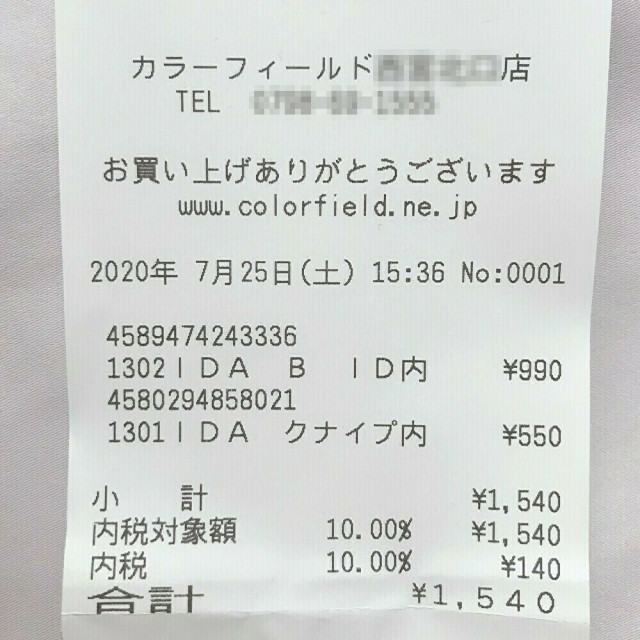 カラーフィールド 店
TEL
お買い上げありがとうございます
www.colorfield.ne.jp
2020年 7月25日(土) 15:36 No:0001
4589474243336
1302IDA B ID内 ¥990
4580294858021
1301IDA クナイプ内 ¥550
小 計 ¥1,540
内税対象額 10.00% ¥1,540
内税 10.00% ¥140
合計 ¥1,540